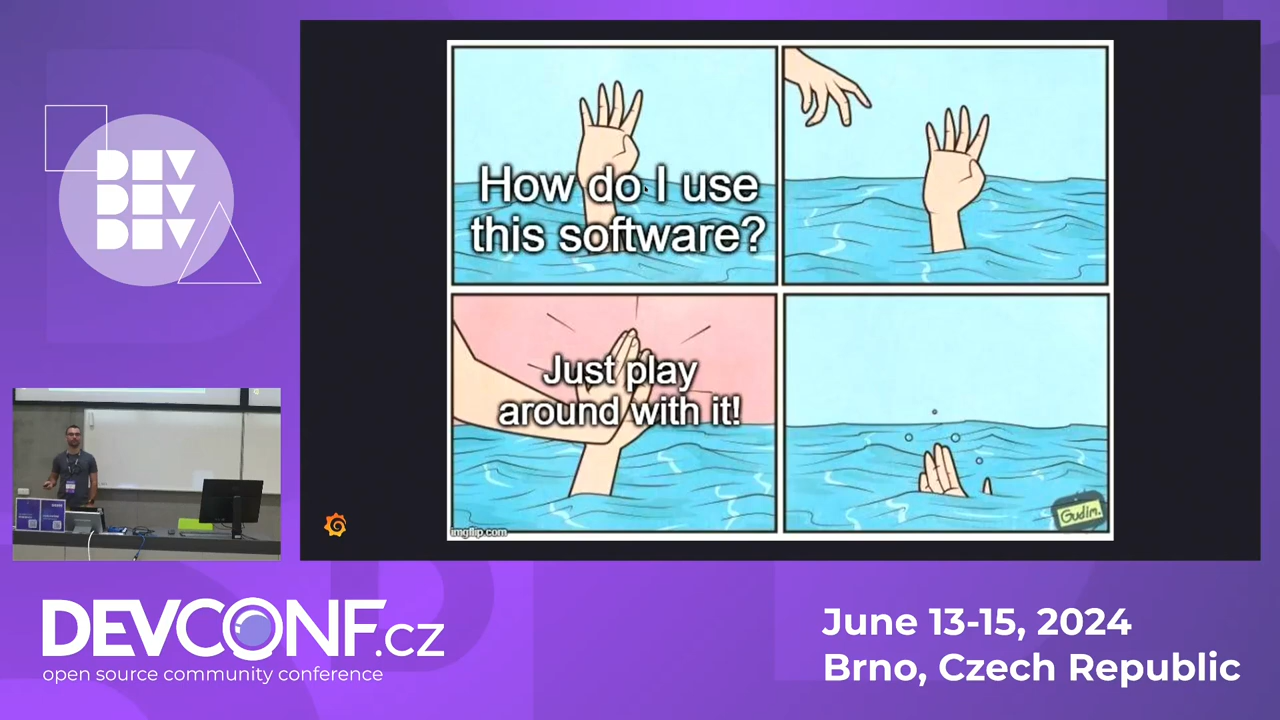 DEV
DEV
DEV
How do I use
this software?
Just play
around with it!
imgflip.com
Gudim.
DEVCONF.cz
open source community conference
June 13-15, 2024
Brno, Czech Republic